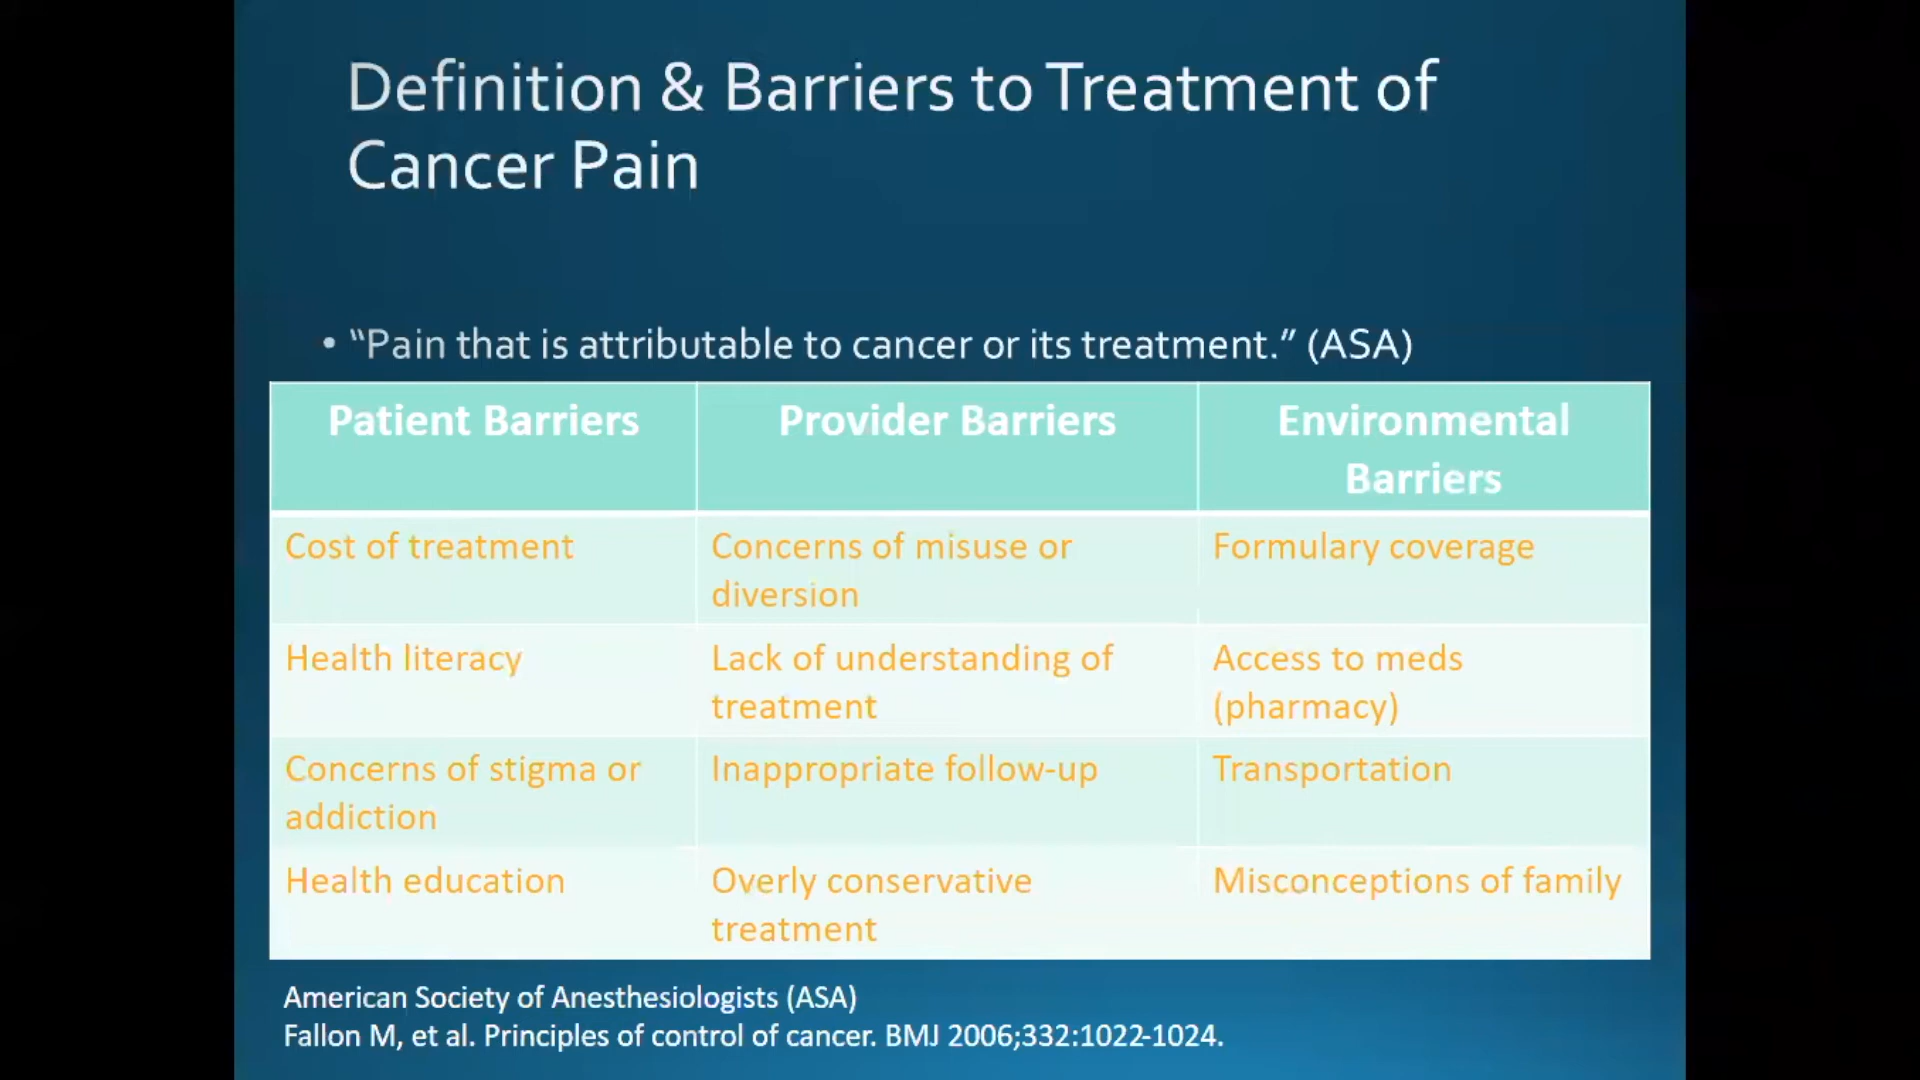 Definition & Barriers to Treatment of
Cancer Pain
• “Pain that is attributable to cancer or its treatment.” (ASA)
Patient Barriers
Provider Barriers
Environmental
Barriers
Cost of treatment
Concerns of misuse or
diversion
Formulary coverage
Health literacy
Lack of understanding of
treatment
Access to meds
(pharmacy)
Concerns of stigma or
addiction
Inappropriate follow-up
Transportation
Health education
Overly conservative
treatment
Misconceptions of family
American Society of Anesthesiologists (ASA)
Fallon M, et al. Principles of control of cancer. BMJ 2006;332:1022-1024.